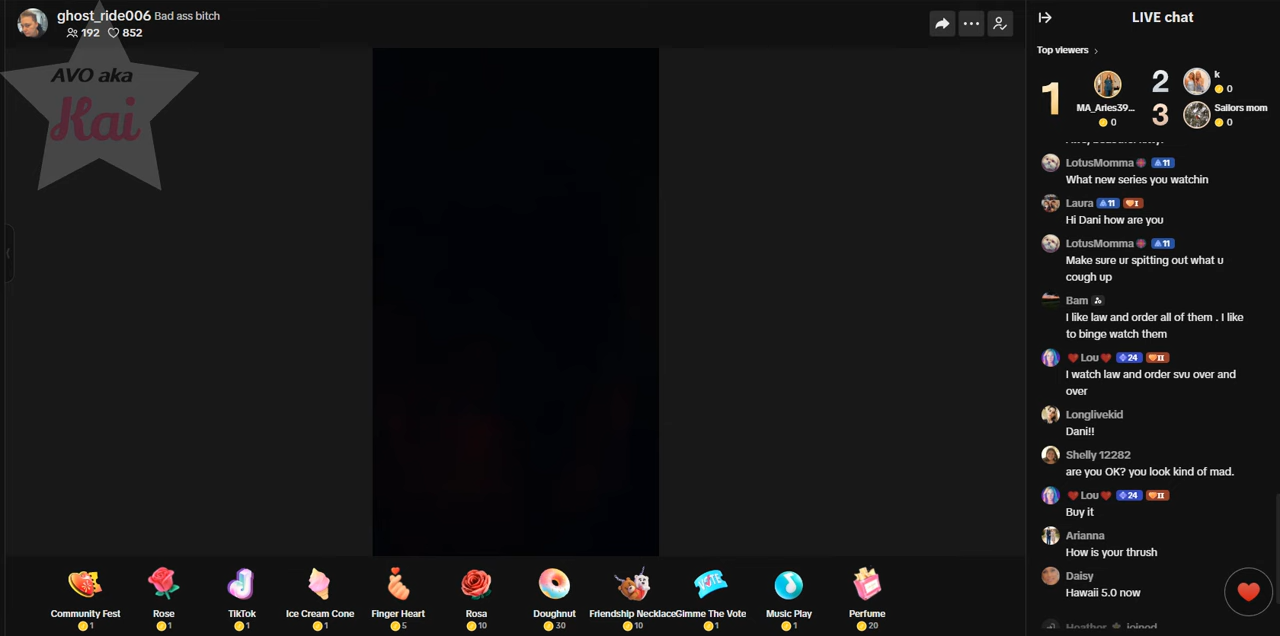 ghost_ride006 Bad ass bitch
192 852
AVO aka
Kai
LIVE chat
Top viewers
1
MA_Aries39...
0
2
k
0
3
Sailors mom
0
LotusMomma 11
What new series you watchin
Laura 11 I
Hi Dani how are you
LotusMomma 11
Make sure ur spitting out what u
cough up
Bam
I like law and order all of them . I like
to binge watch them
Lou 24 II
I watch law and order svu over and
over
Longlivekid
Dani!!
Shelly 12282
are you OK? you look kind of mad.
Lou 24 II
Buy it
Arianna
How is your thrush
Daisy
Hawaii 5.0 now
Heather joined
VOTE
Community Fest Rose TikTok Ice Cream Cone Finger Heart Rosa Doughnut Friendship Necklace Gimme The Vote Music Play Perfume
1 1 1 1 5 10 30 10 1 1 20